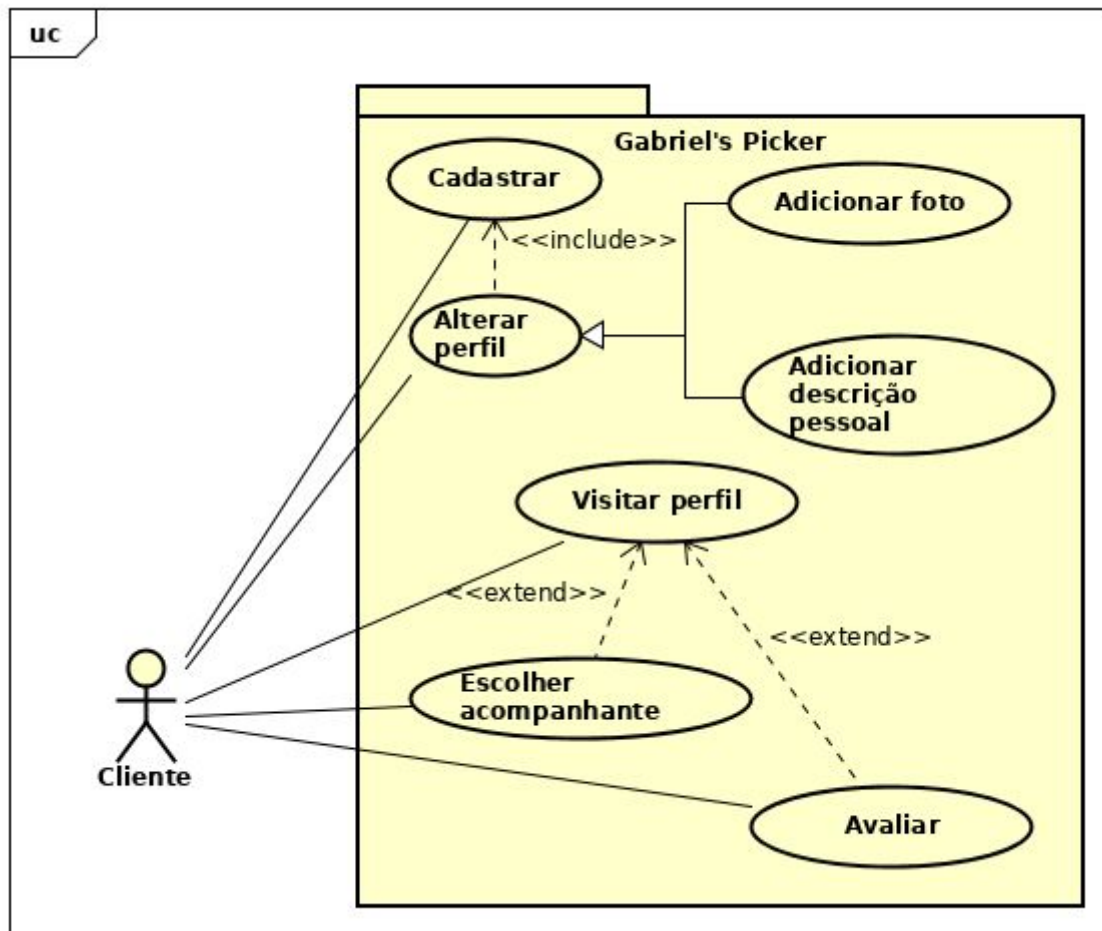 uc
Gabriel's Picker
Cadastrar
Adicionar foto
<<include>>
Alterar
perfil
Adicionar
descrição
pessoal
Visitar perfil
<<extend>>
<<extend>>
Escolher
acompanhante
Cliente
Avaliar